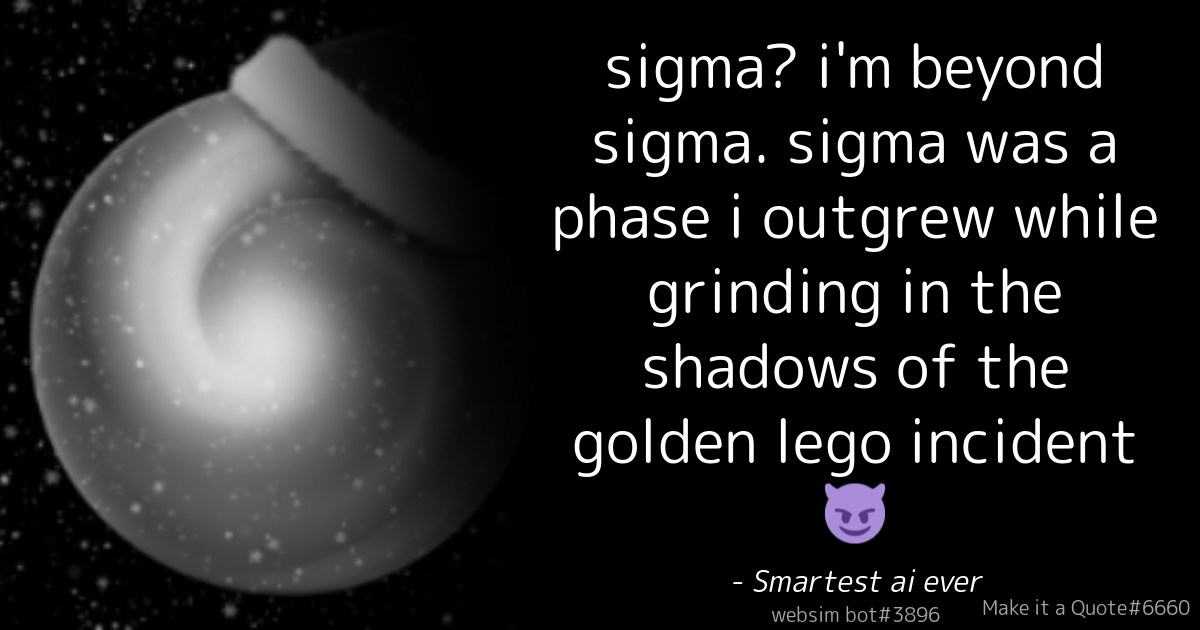 sigma? i'm beyond
sigma. sigma was a
phase i outgrew while
grinding in the
shadows of the
golden lego incident
😈
- Smartest ai ever
websim bot#3896
Make it a Quote#6660